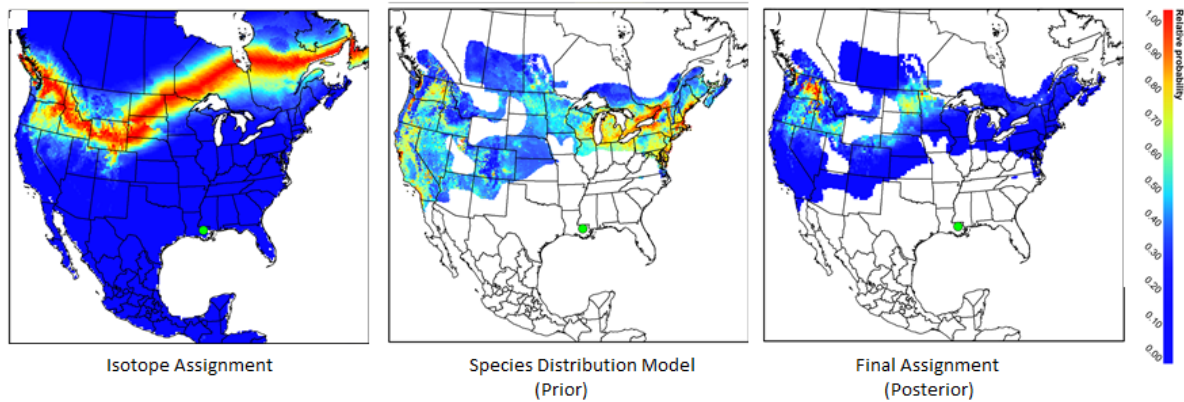 Isotope Assignment
Species Distribution Model
(Prior)
Final Assignment
(Posterior)
Relative probability
1.00
0.90
0.80
0.70
0.60
0.50
0.40
0.30
0.20
0.10
0.00